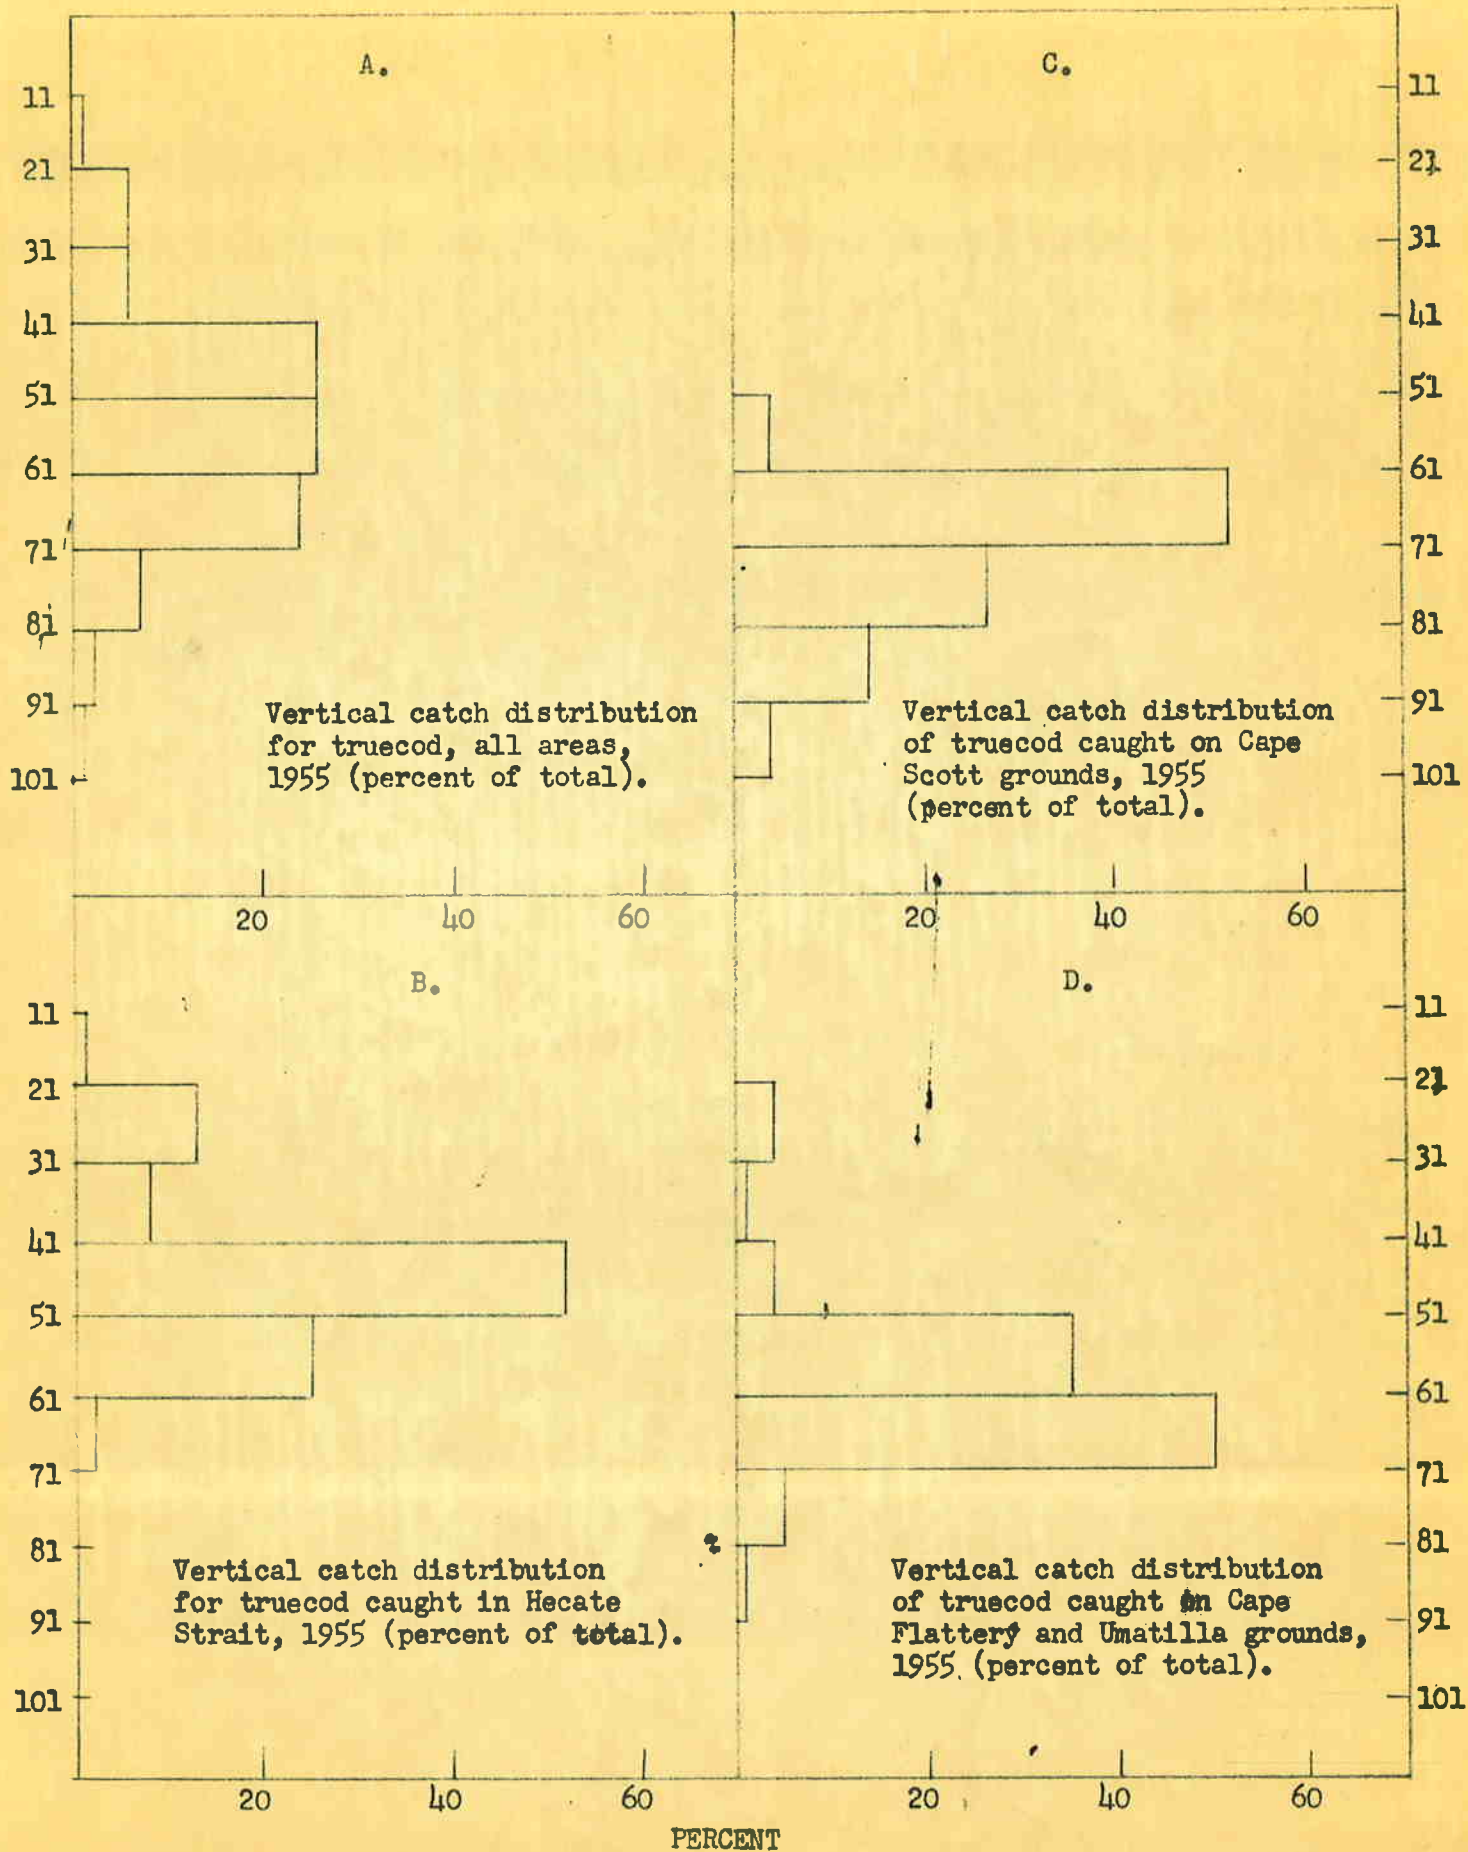 A.
11
21
31
41
51
61
71
81
91
101
Vertical catch distribution
for truecod, all areas,
1955 (percent of total).
20
40
60
C.
11
21
31
41
51
61
71
81
91
101
Vertical catch distribution
of truecod caught on Cape
Scott grounds, 1955
(percent of total).
20
40
60
B.
11
21
31
41
51
61
71
81
91
101
Vertical catch distribution
for truecod caught in Hecate
Strait, 1955 (percent of total).
20
40
60
D.
11
21
31
41
51
61
71
81
91
101
Vertical catch distribution
of truecod caught on Cape
Flattery and Umatilla grounds,
1955 (percent of total).
20
40
60
PERCENT